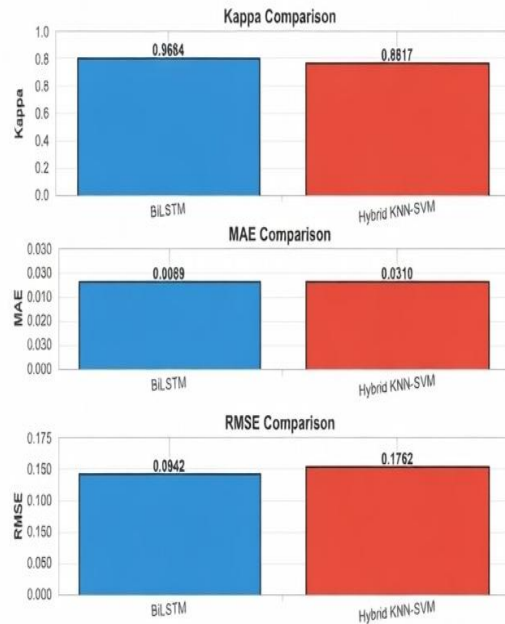 Kappa Comparison
1.0
0.8
0.6
0.4
0.2
0.0
Kappa
0.9684
0.8817
BiLSTM
Hybrid KNN-SVM
MAE Comparison
0.030
0.030
0.010
0.020
0.030
0.000
MAE
0.0089
0.0310
BiLSTM
Hybrid KNN-SVM
RMSE Comparison
0.175
0.150
0.100
0.150
0.050
0.000
RMSE
0.0942
0.1762
BiLSTM
Hybrid KNN-SVM